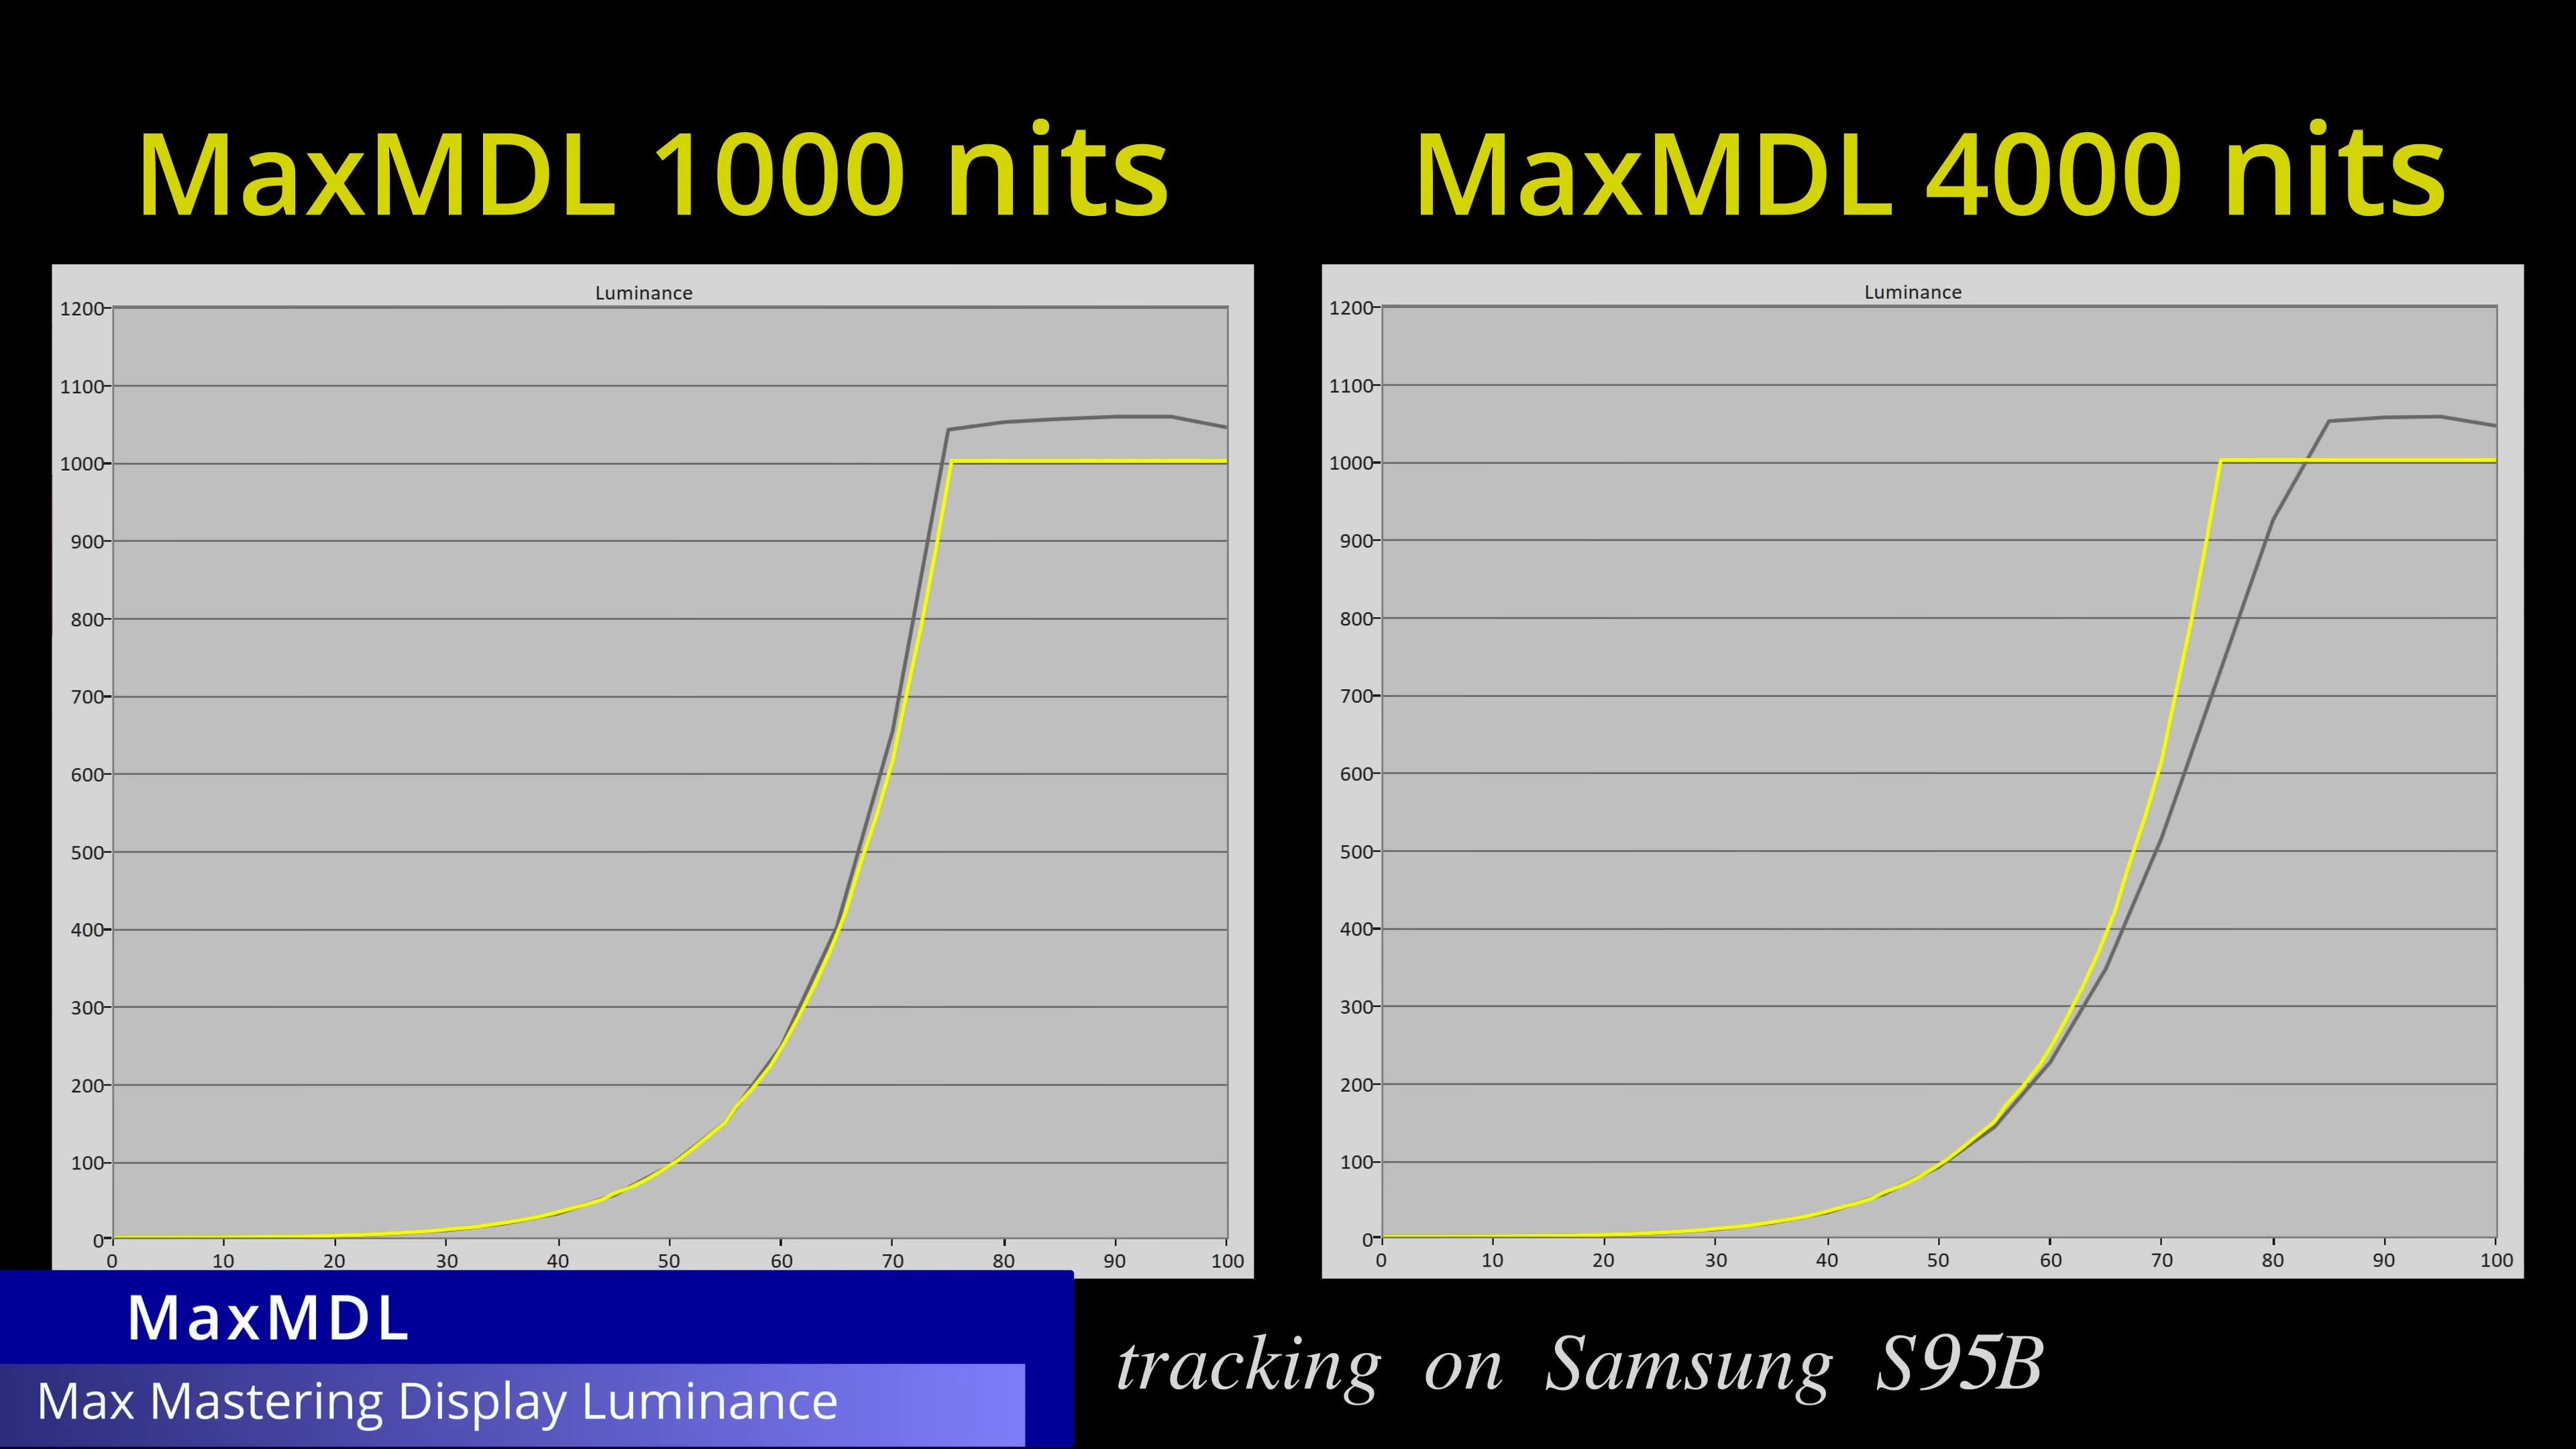 MaxMDL 1000 nits
MaxMDL 4000 nits
Luminance
1200
1100
1000
900
800
700
600
500
400
300
200
100
0
0 10 20 30 40 50 60 70 80 90 100
Luminance
1200
1100
1000
900
800
700
600
500
400
300
200
100
0
0 10 20 30 40 50 60 70 80 90 100
MaxMDL
Max Mastering Display Luminance
tracking on Samsung S95B